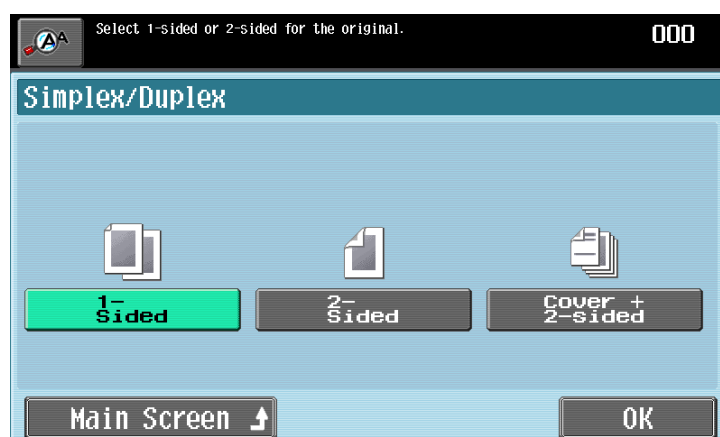 Select 1-sided or 2-sided for the original.
000
Simplex/Duplex
1-
Sided
2-
Sided
Cover +
2-sided
Main Screen
OK